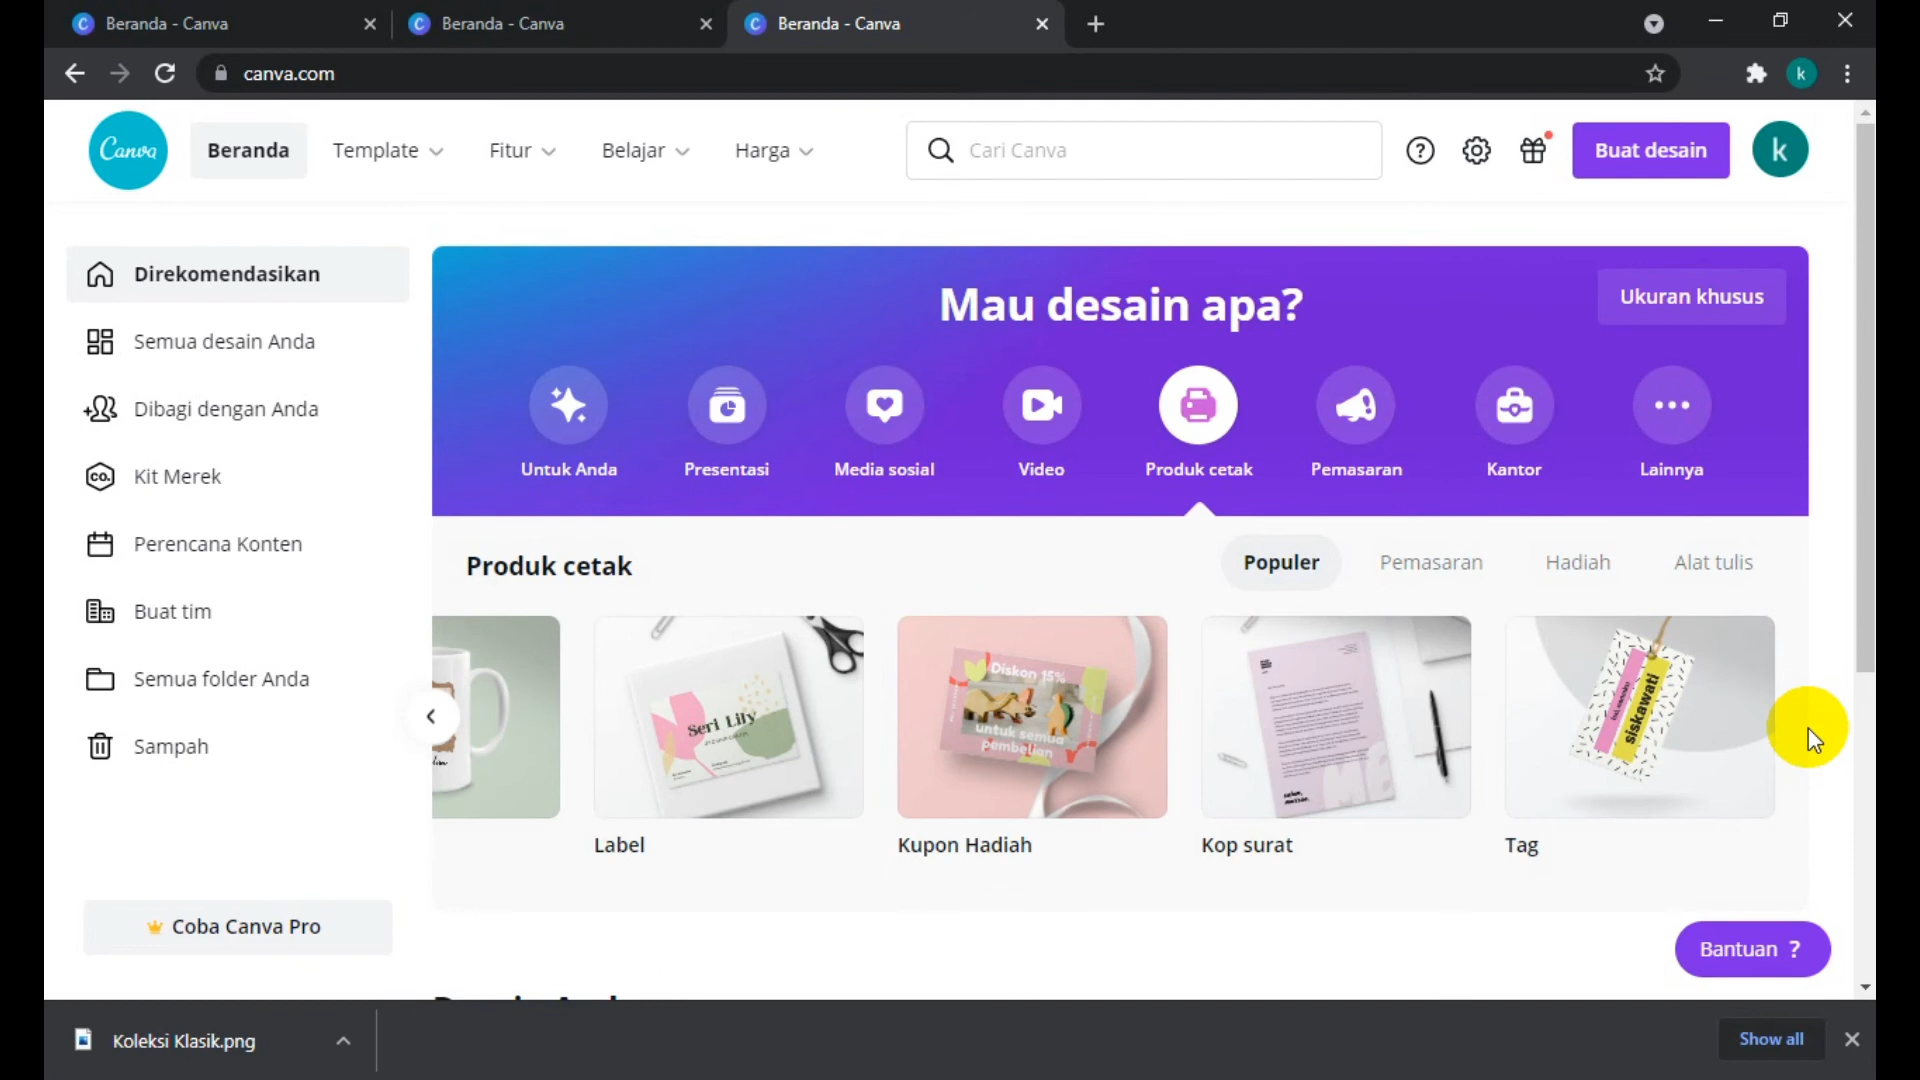 Beranda - Canva
Beranda - Canva
Beranda - Canva
canva.com
k
Canva
Beranda
Template
Fitur
Belajar
Harga
Cari Canva
Buat desain
k
Direkomendasikan
Semua desain Anda
Dibagi dengan Anda
CO.
Kit Merek
Perencana Konten
Buat tim
Semua folder Anda
Sampah
Coba Canva Pro
Mau desain apa?
Ukuran khusus
Untuk Anda
Presentasi
Media sosial
Video
Produk cetak
Pemasaran
Kantor
Lainnya
Produk cetak
Populer
Pemasaran
Hadiah
Alat tulis
Seri Lily
Diskon 15%
untuk semua
pembelian
siskawati
Label
Kupon Hadiah
Kop surat
Tag
Bantuan ?
Koleksi Klasik.png
Show all